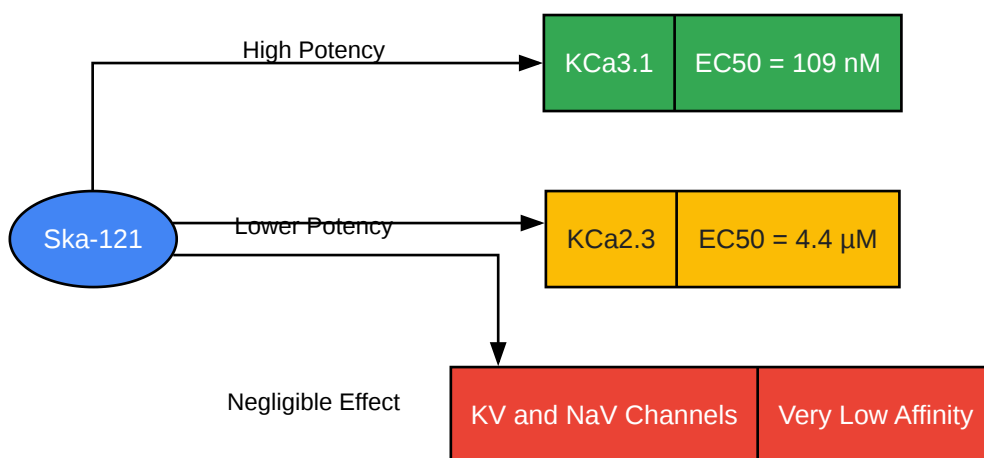 High Potency
KCa3.1 EC50 = 109 nM
Ska-121
Lower Potency
KCa2.3 EC50 = 4.4 µM
Negligible Effect
KV and NaV Channels Very Low Affinity